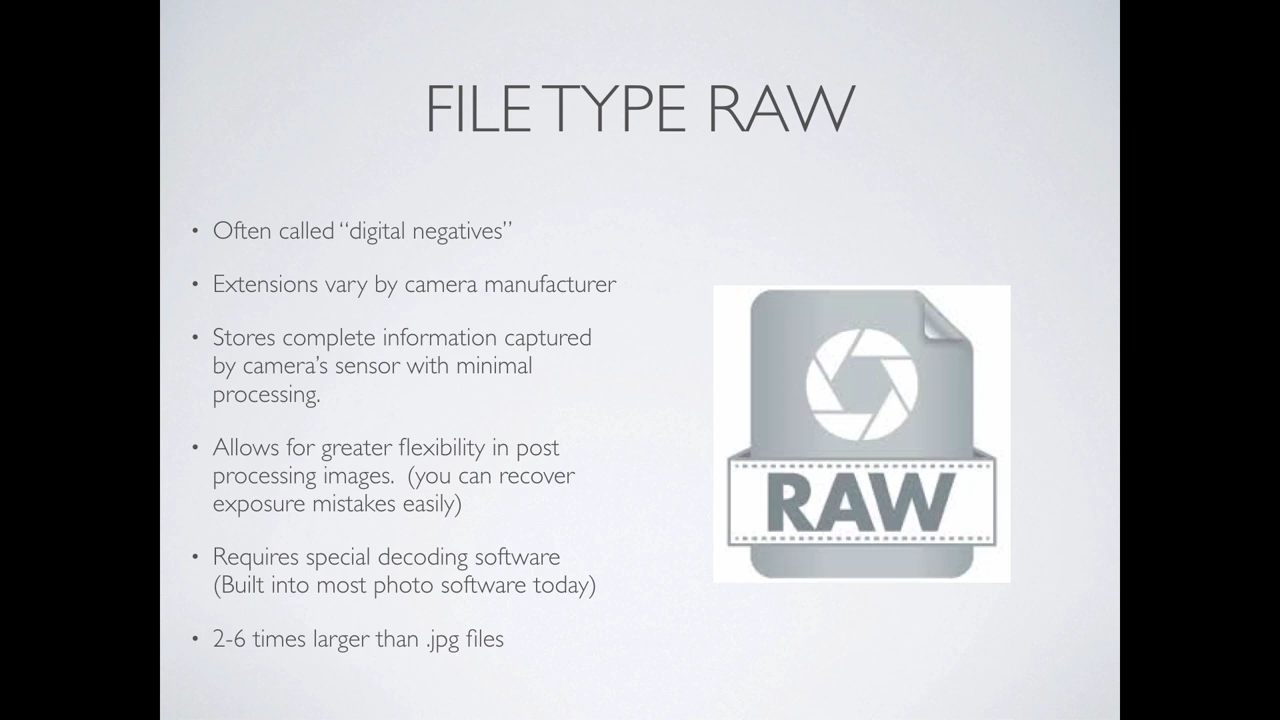 FILE TYPE RAW
• Often called “digital negatives”
• Extensions vary by camera manufacturer
• Stores complete information captured
by camera’s sensor with minimal
processing.
• Allows for greater flexibility in post
processing images.  (you can recover
exposure mistakes easily)
• Requires special decoding software
(Built into most photo software today)
• 2-6 times larger than .jpg files
RAW